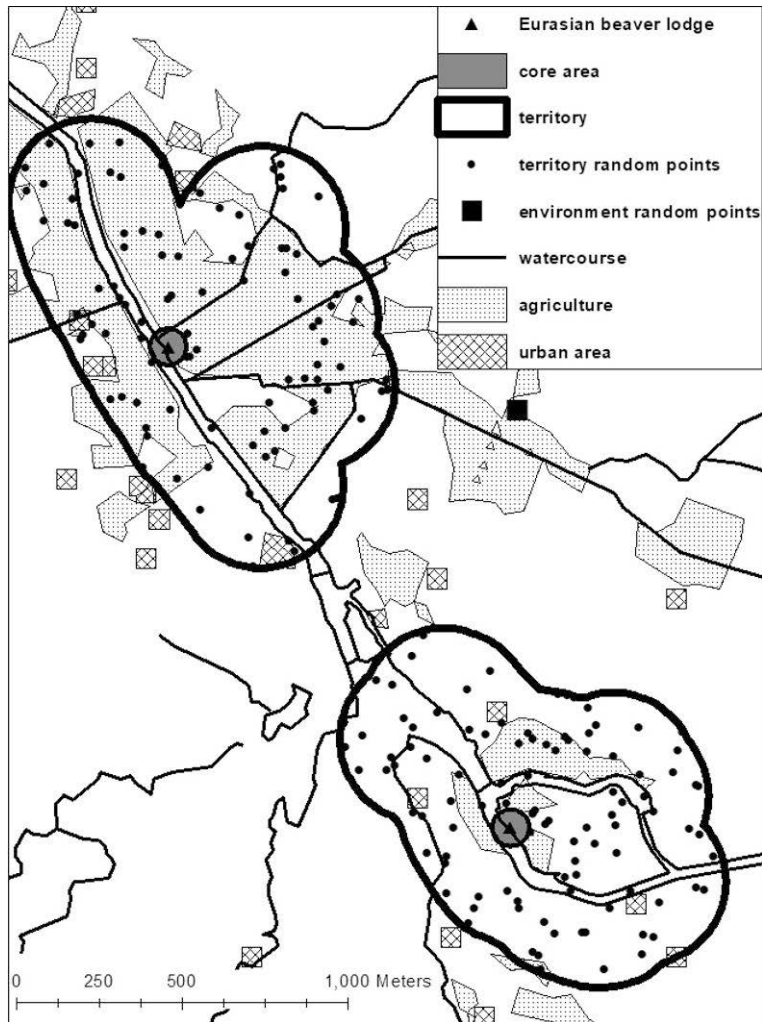 Eurasian beaver lodge
core area
territory
territory random points
environment random points
watercourse
agriculture
urban area
0 250 500 1,000 Meters